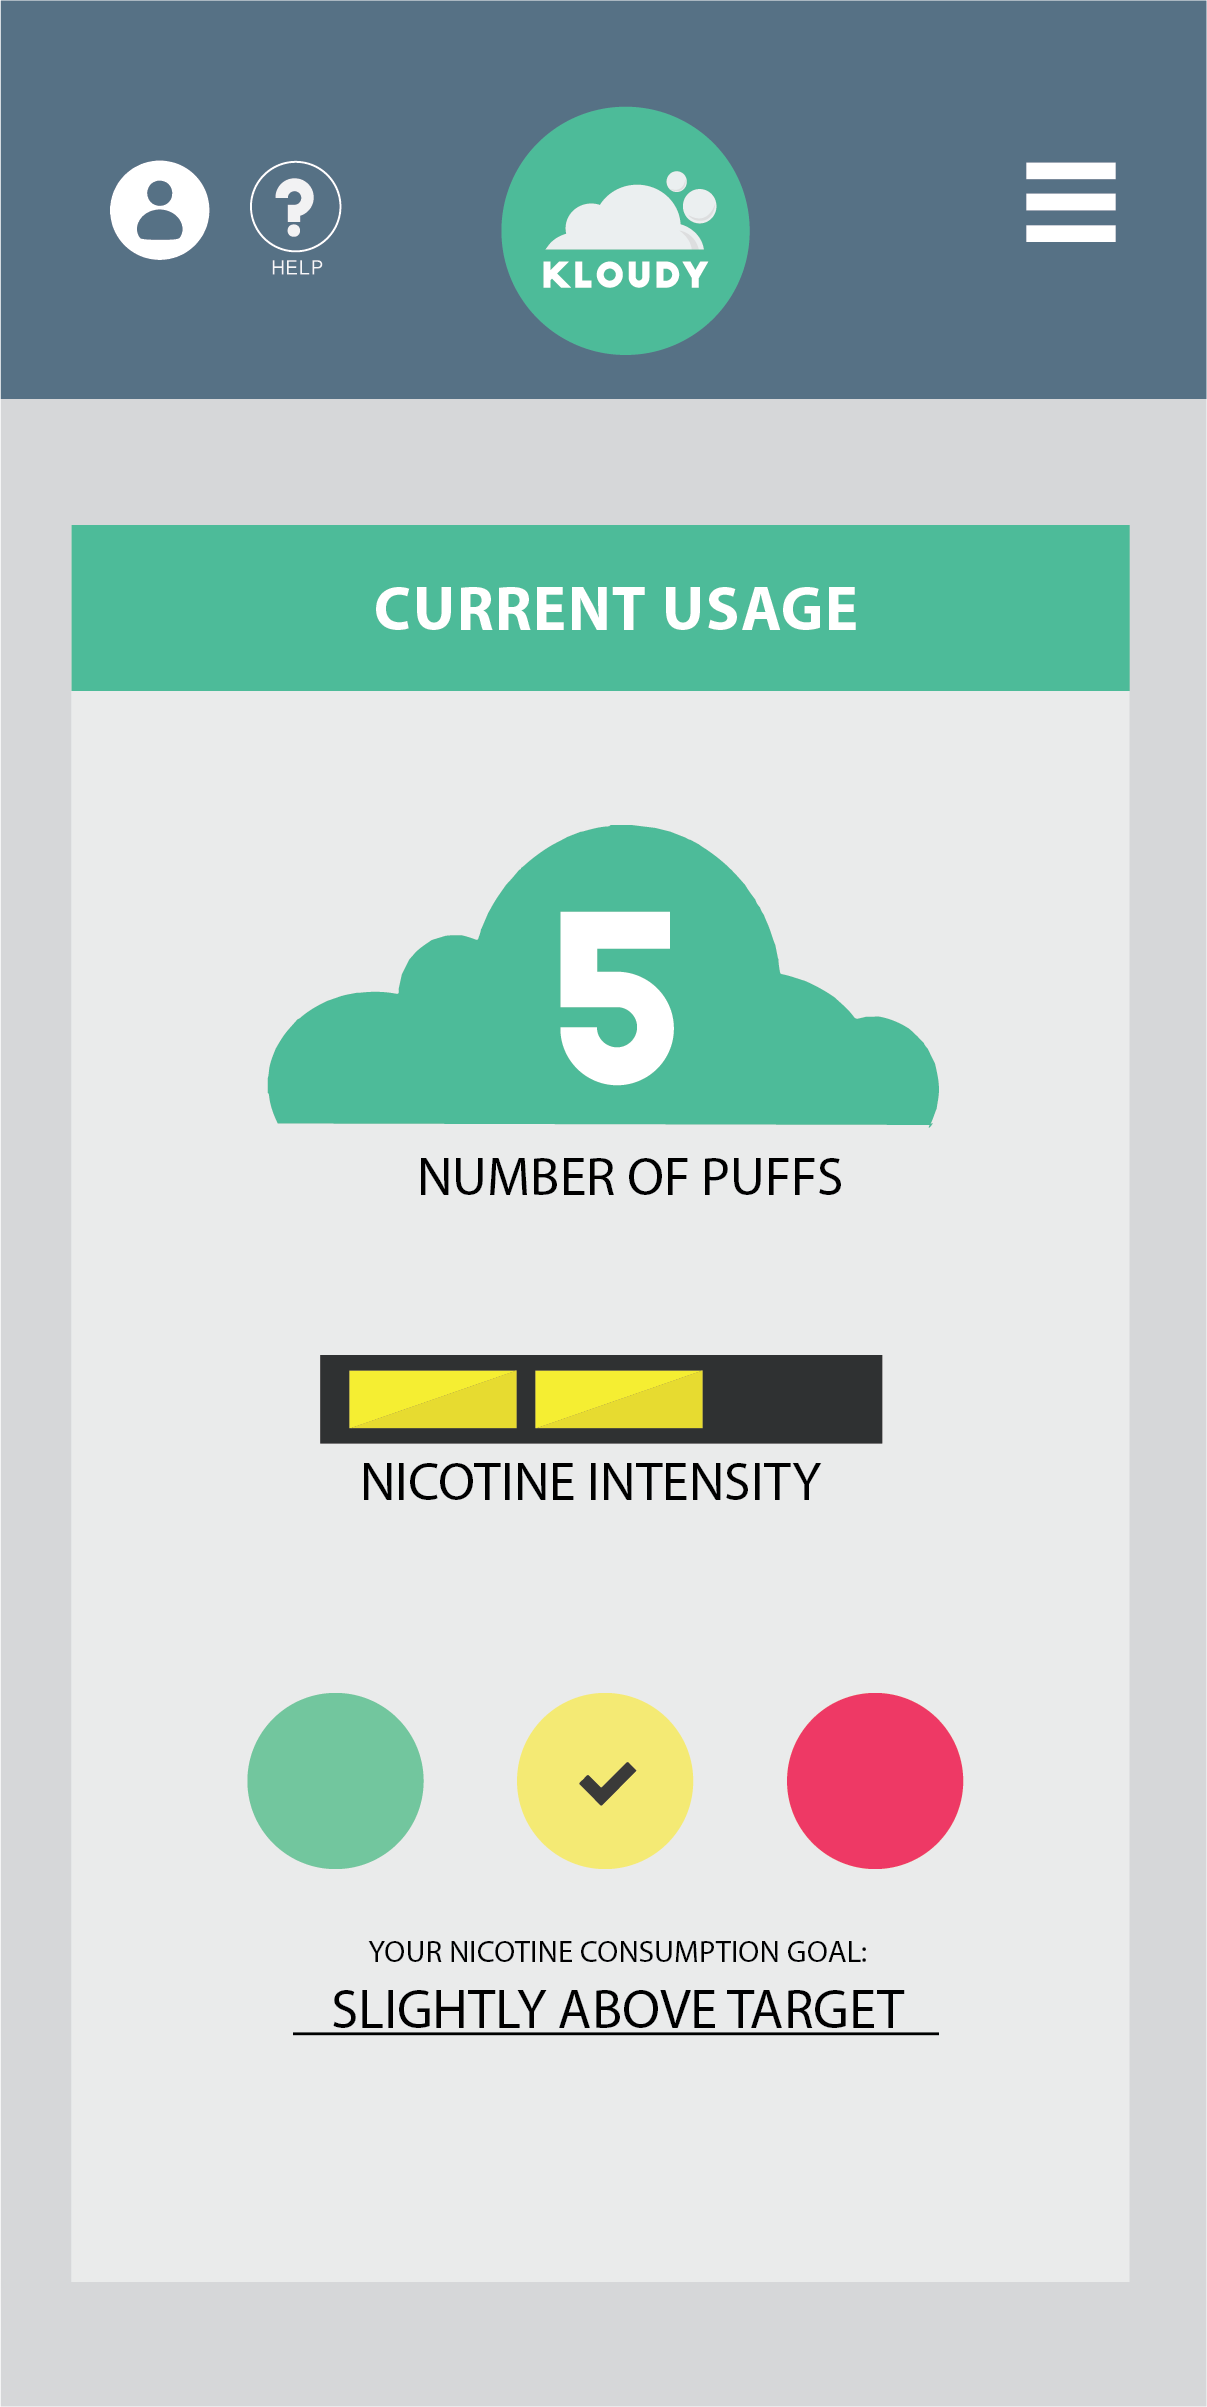 HELP
KLOUDY
CURRENT USAGE
5
NUMBER OF PUFFS
NICOTINE INTENSITY
YOUR NICOTINE CONSUMPTION GOAL:
SLIGHTLY ABOVE TARGET